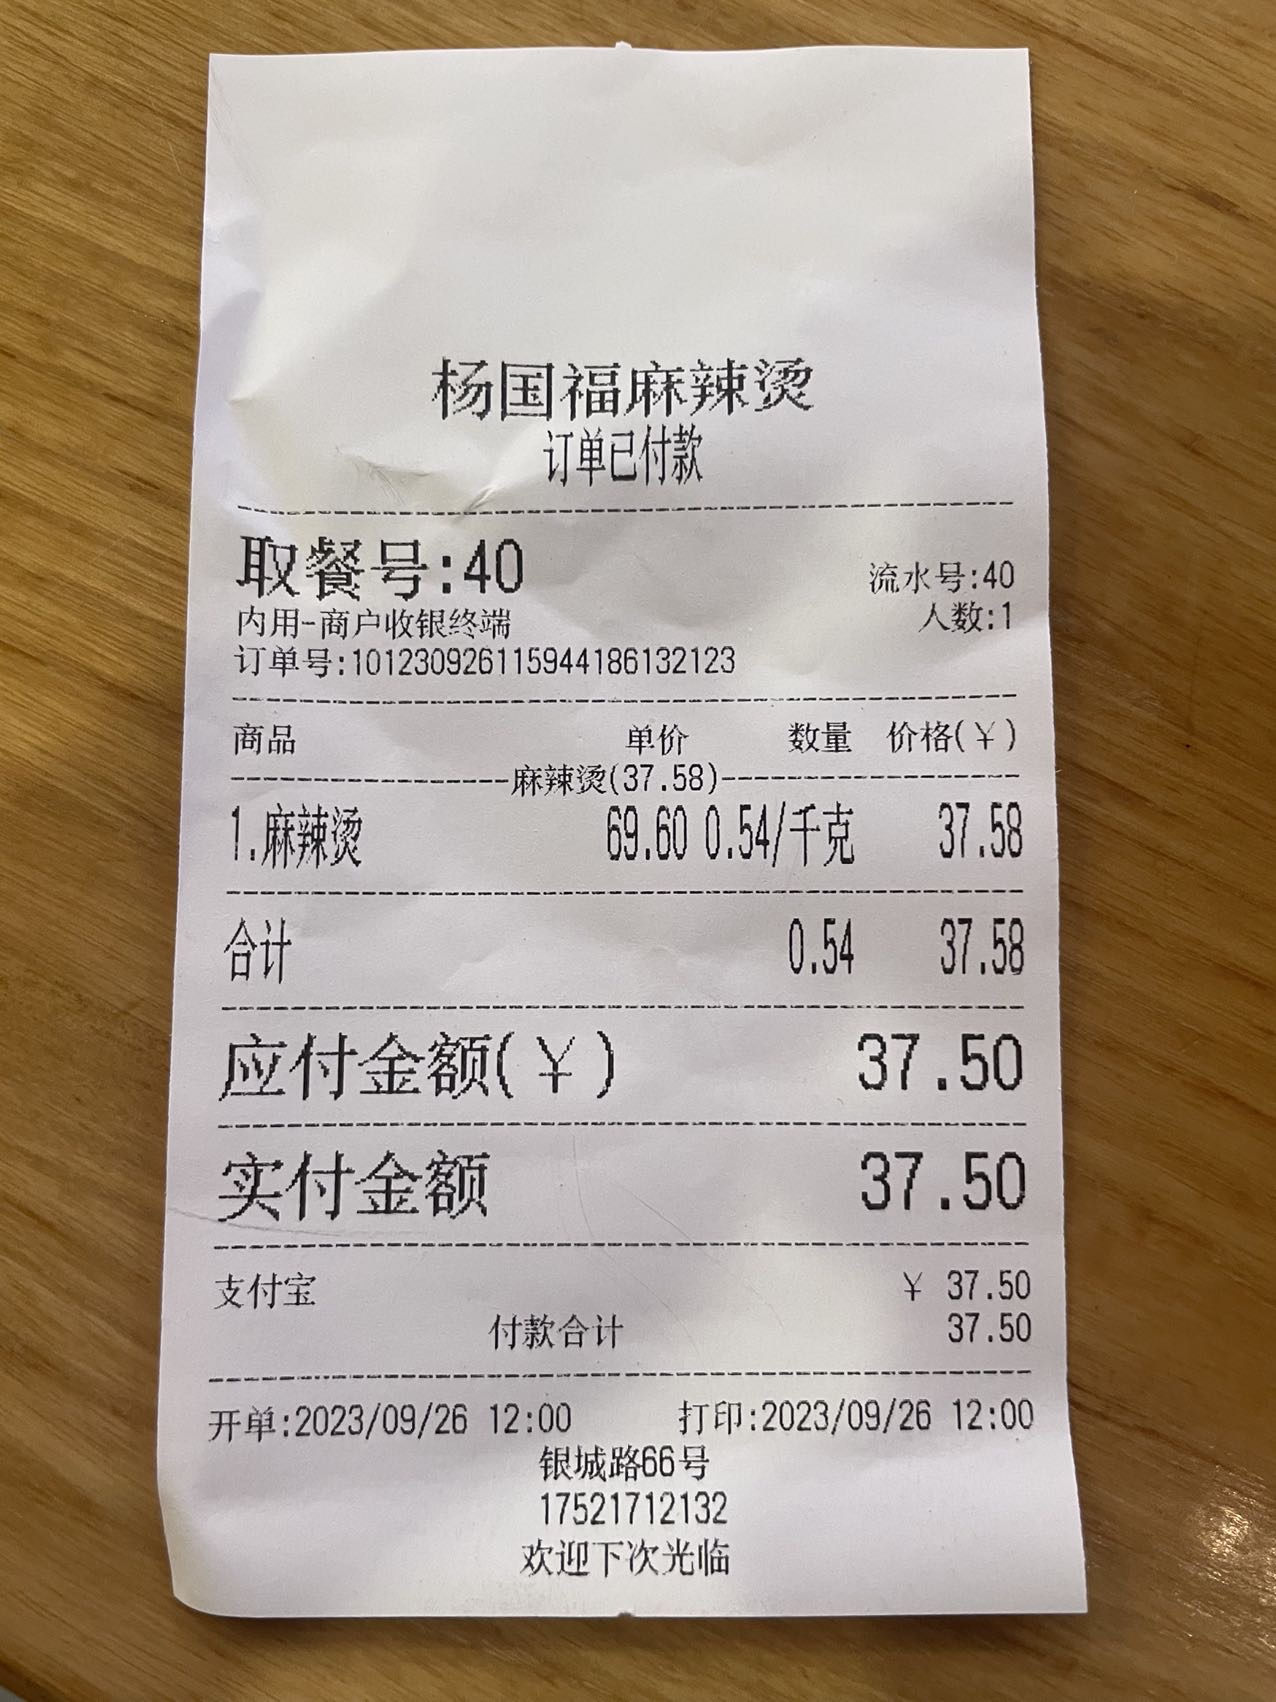 杨国福麻辣烫
订单已付款
取餐号:40 流水号:40
内用-商户收银终端 人数:1
订单号:101230926115944186132123
商品 单价 数量 价格(¥)
麻辣烫(37.58)
1.麻辣烫 69.60 0.54/千克 37.58
合计 0.54 37.58
应付金额(¥) 37.50
实付金额 37.50
支付宝 ¥ 37.50
付款合计 37.50
开单:2023/09/26 12:00 打印:2023/09/26 12:00
银城路66号
17521712132
欢迎下次光临